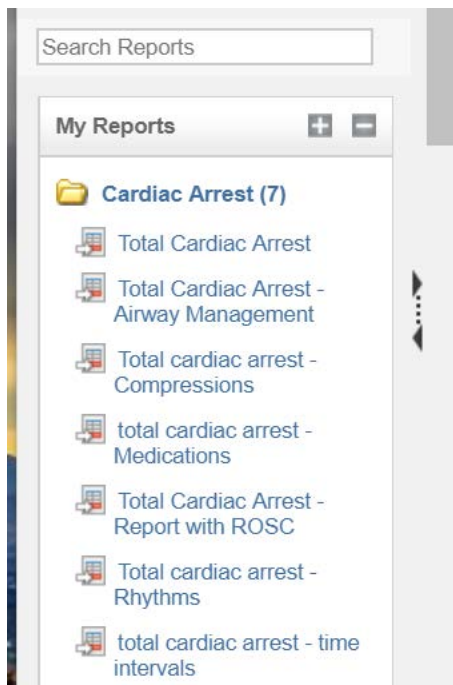 Search Reports
My Reports
Cardiac Arrest (7)
Total Cardiac Arrest
Total Cardiac Arrest -
Airway Management
Total cardiac arrest -
Compressions
total cardiac arrest -
Medications
Total Cardiac Arrest -
Report with ROSC
Total cardiac arrest -
Rhythms
total cardiac arrest - time
intervals